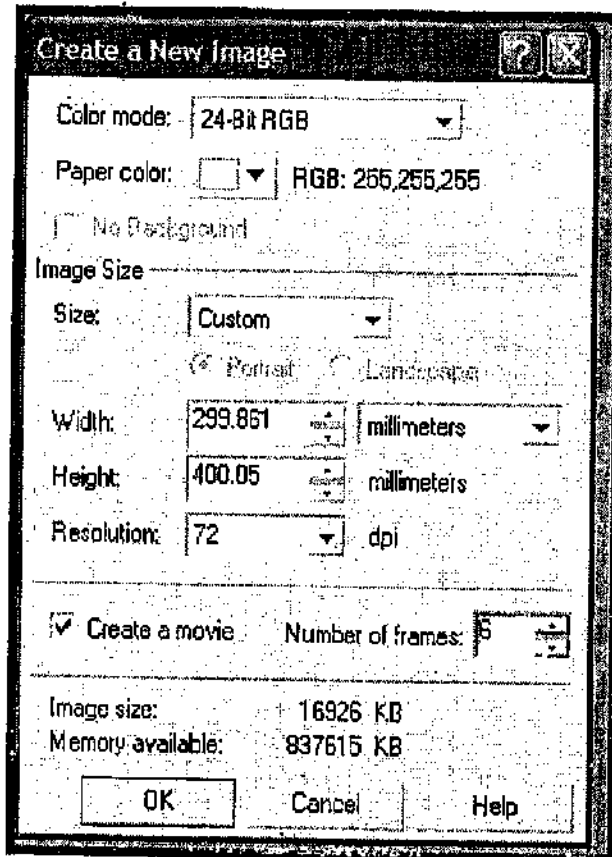 Create a New Image
Color mode: 24-Bit RGB
Paper color: RGB: 255,255,255
No Background
Image Size
Size: Custom
Portrait Landscape
Width: 299.861 millimeters
Height: 400.05 millimeters
Resolution: 72 dpi
Create a movie Number of frames: 6
Image size: 16926 KB
Memory available: 837615 KB
OK Cancel Help